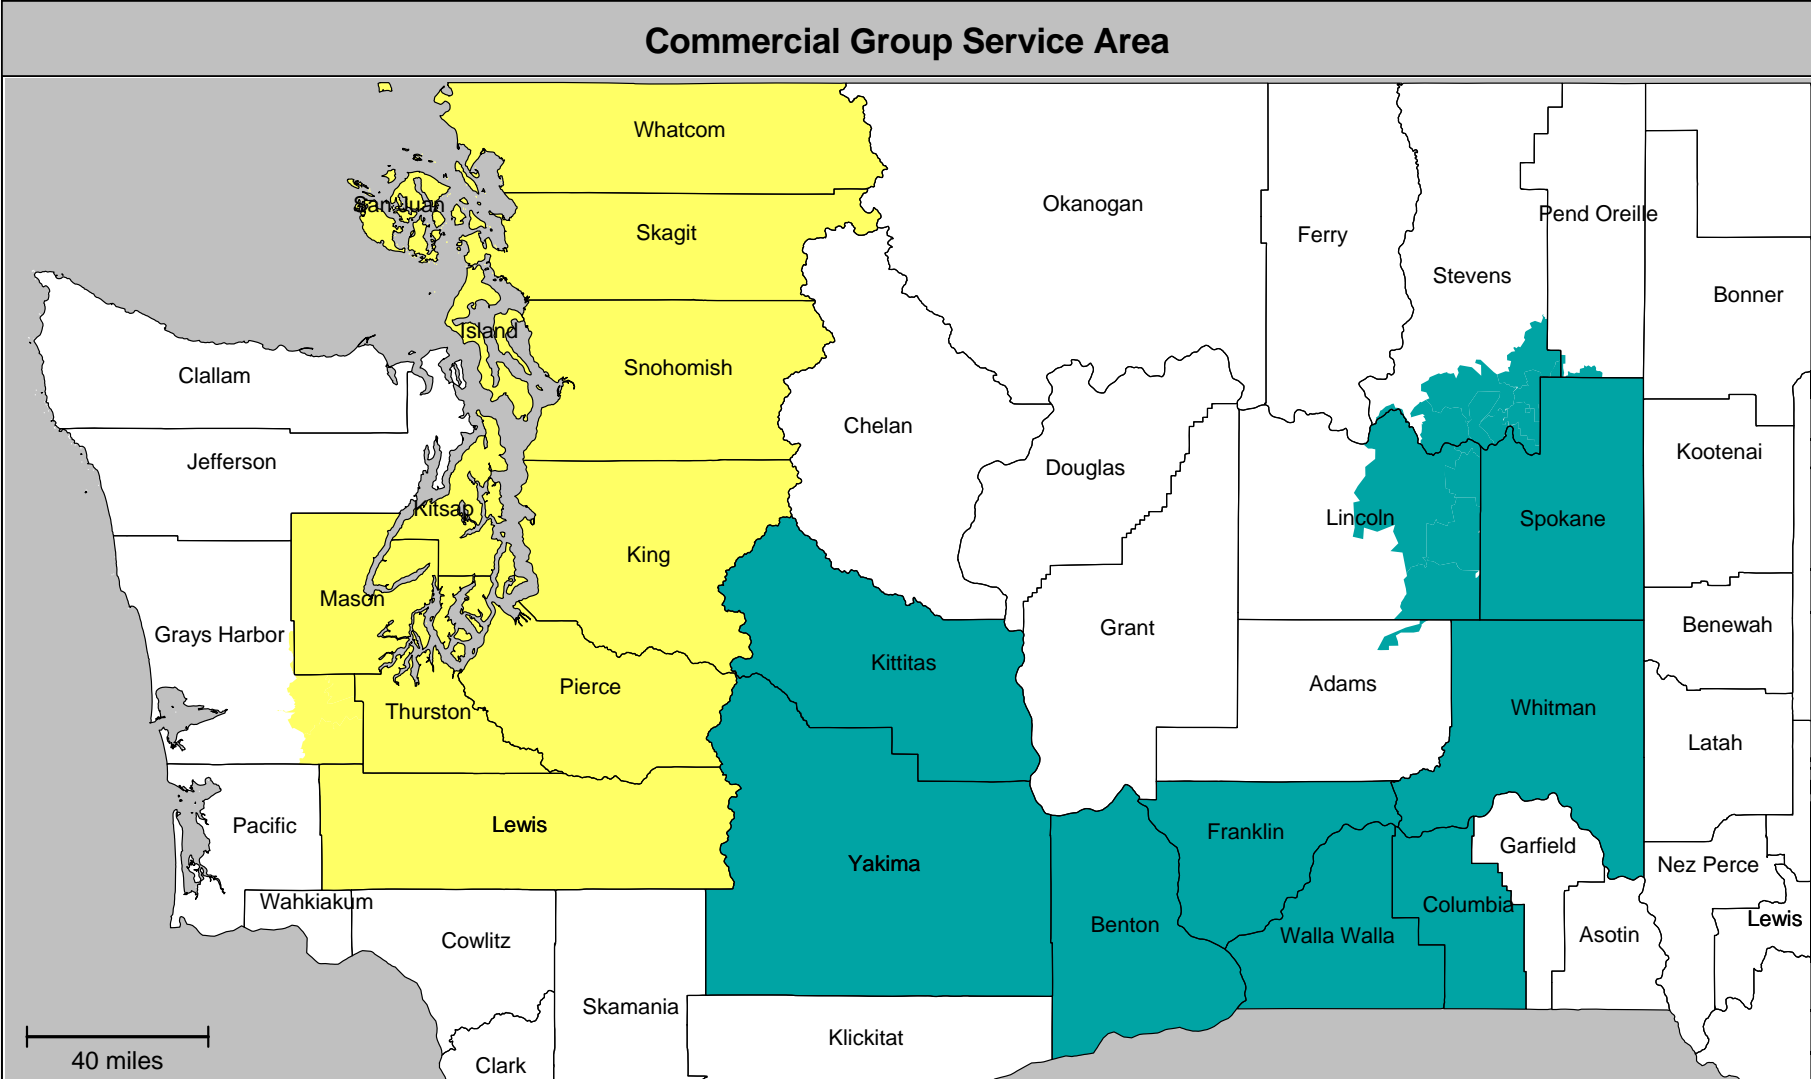 Commercial Group Service Area
Whatcom
San Juan
Skagit
Okanogan
Pend Oreille
Ferry
Stevens
Bonner
Island
Snohomish
Clallam
Chelan
Jefferson
Douglas
Kootenai
Kitsap
King
Lincoln
Spokane
Mason
Grays Harbor
Grant
Benewah
Kittitas
Pierce
Adams
Thurston
Whitman
Latah
Pacific
Lewis
Franklin
Garfield
Yakima
Nez Perce
Wahkiakum
Columbia
Lewis
Benton
Cowlitz
Walla Walla
Asotin
Skamania
Klickitat
40 miles
Clark